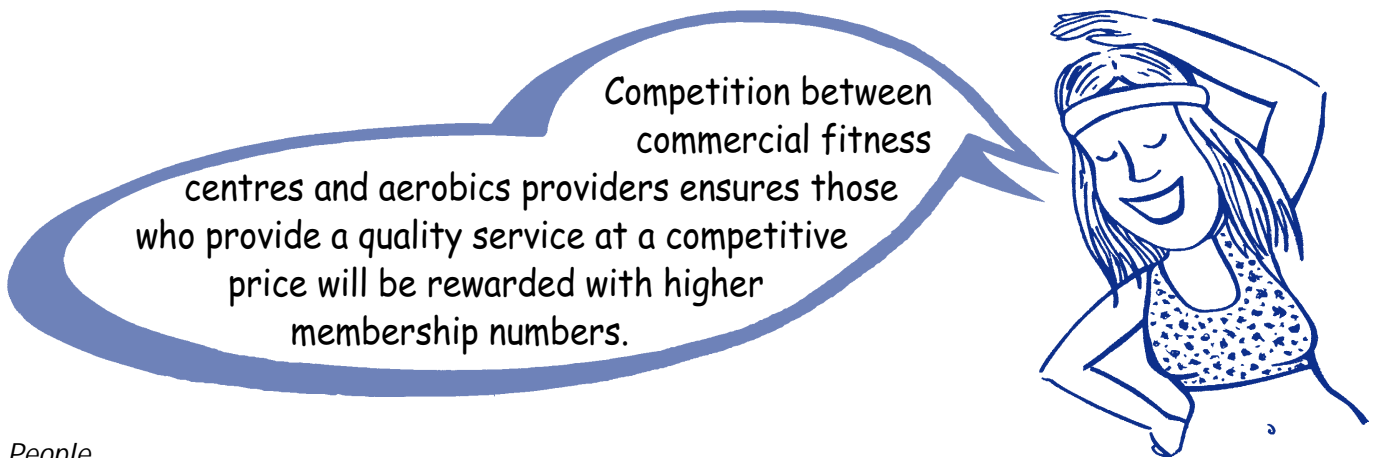 Competition between
commercial fitness
centres and aerobics providers ensures those
who provide a quality service at a competitive
price will be rewarded with higher
membership numbers.
People